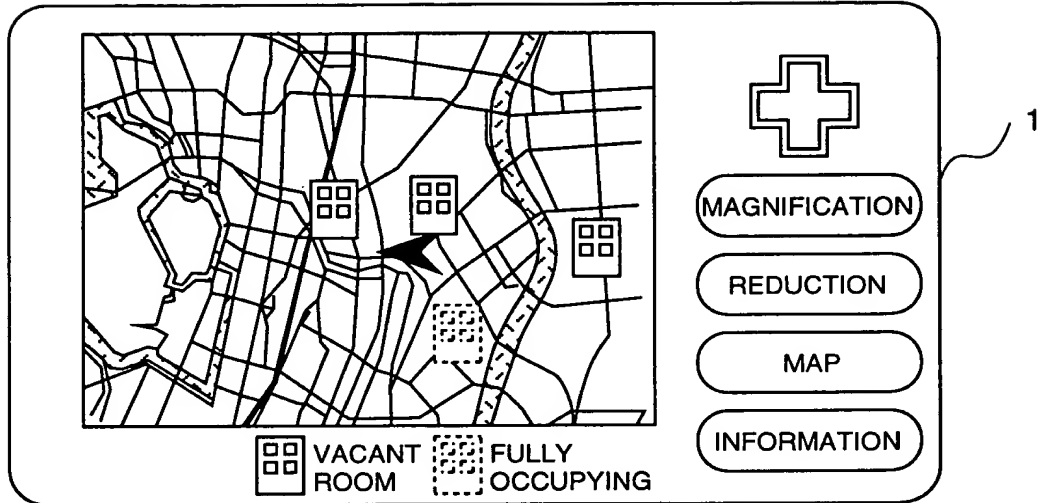 1
MAGNIFICATION
REDUCTION
MAP
INFORMATION
VACANT
ROOM
FULLY
OCCUPYING